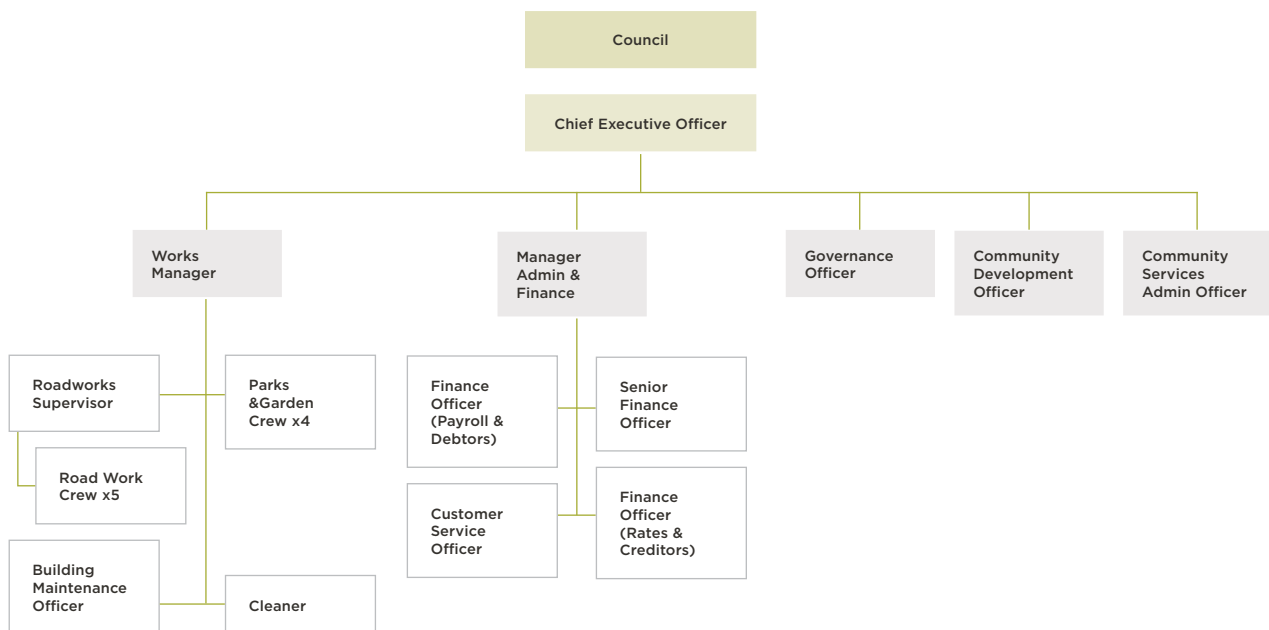 Council
Chief Executive Officer
Works
Manager
Manager
Admin &
Finance
Governance
Officer
Community
Development
Officer
Community
Services
Admin Officer
Roadworks
Supervisor
Parks
&Garden
Crew x4
Road Work
Crew x5
Building
Maintenance
Officer
Cleaner
Finance
Officer
(Payroll &
Debtors)
Senior
Finance
Officer
Customer
Service
Officer
Finance
Officer
(Rates &
Creditors)